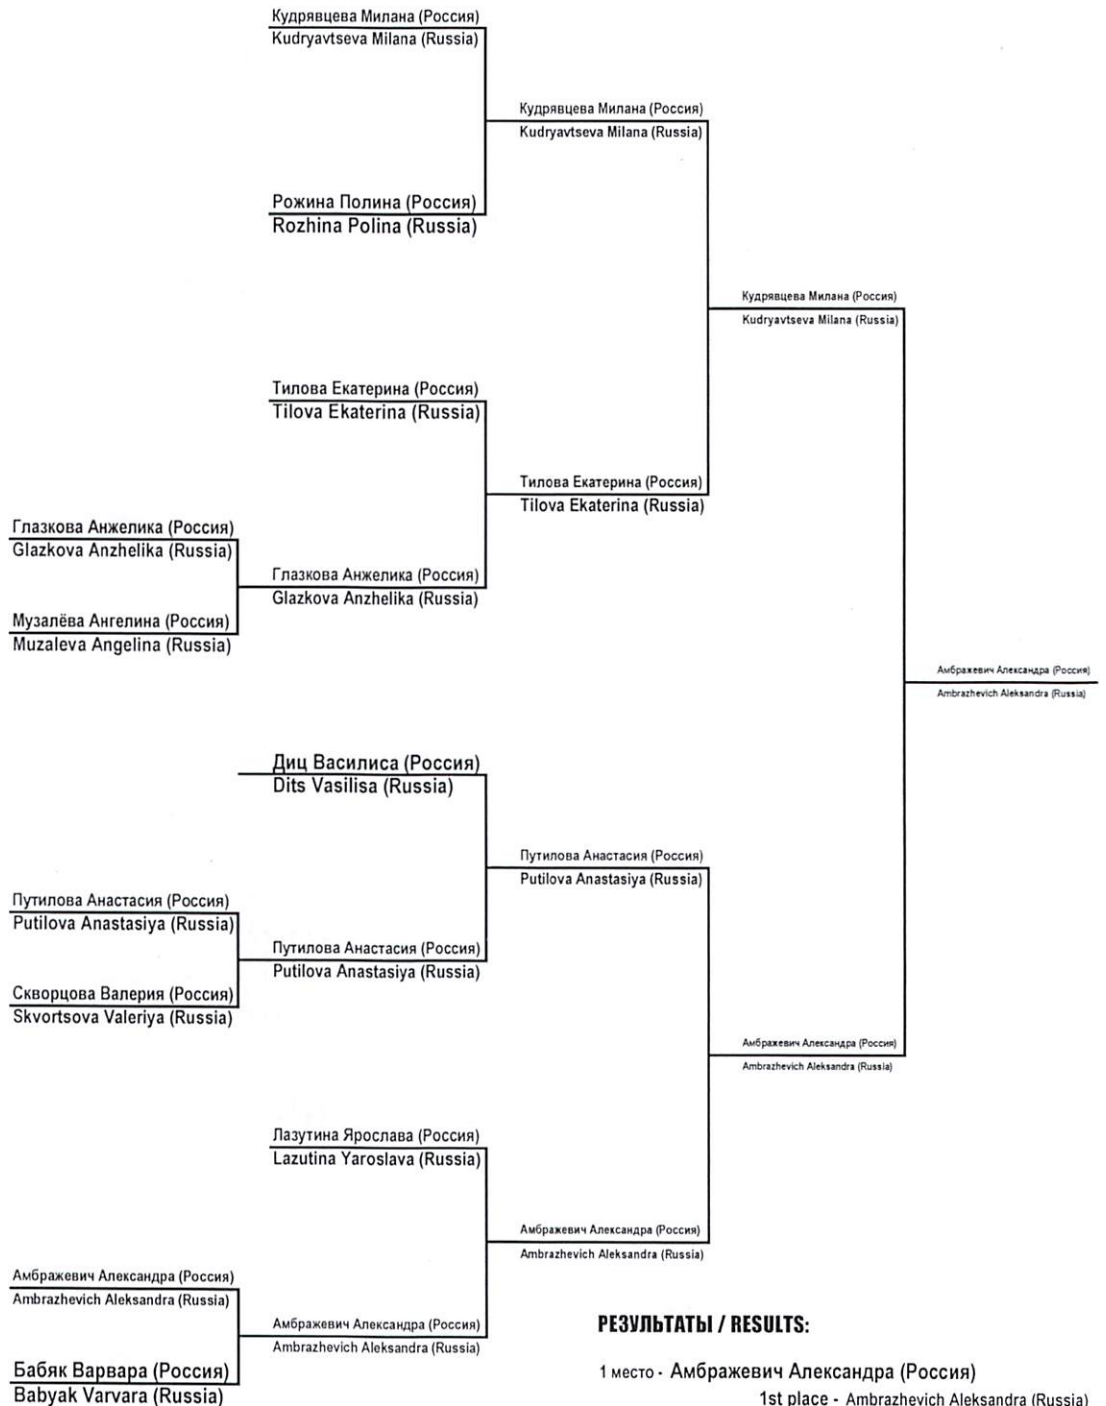 Кудрявцева Милана (Россия)
Kudryavtseva Milana (Russia)
Кудрявцева Милана (Россия)
Kudryavtseva Milana (Russia)
Рожина Полина (Россия)
Rozhina Polina (Russia)
Кудрявцева Милана (Россия)
Kudryavtseva Milana (Russia)
Тилова Екатерина (Россия)
Tilova Ekaterina (Russia)
Тилова Екатерина (Россия)
Tilova Ekaterina (Russia)
Глазкова Анжелика (Россия)
Glazkova Anzhelika (Russia)
Глазкова Анжелика (Россия)
Glazkova Anzhelika (Russia)
Музалёва Ангелина (Россия)
Muzaleva Angelina (Russia)
Амбражевич Александра (Россия)
Ambrazhevich Aleksandra (Russia)
Диц Василиса (Россия)
Dits Vasilisa (Russia)
Путилова Анастасия (Россия)
Putilova Anastasiya (Russia)
Путилова Анастасия (Россия)
Putilova Anastasiya (Russia)
Путилова Анастасия (Россия)
Putilova Anastasiya (Russia)
Скворцова Валерия (Россия)
Skvortsova Valeriya (Russia)
Амбражевич Александра (Россия)
Ambrazhevich Aleksandra (Russia)
Лазутина Ярослава (Россия)
Lazutina Yaroslava (Russia)
Амбражевич Александра (Россия)
Ambrazhevich Aleksandra (Russia)
Амбражевич Александра (Россия)
Ambrazhevich Aleksandra (Russia)
Амбражевич Александра (Россия)
Ambrazhevich Aleksandra (Russia)
Бабяк Варвара (Россия)
Babyak Varvara (Russia)
РЕЗУЛЬТАТЫ / RESULTS:
1 место - Амбражевич Александра (Россия)
1st place - Ambrazhevich Aleksandra (Russia)